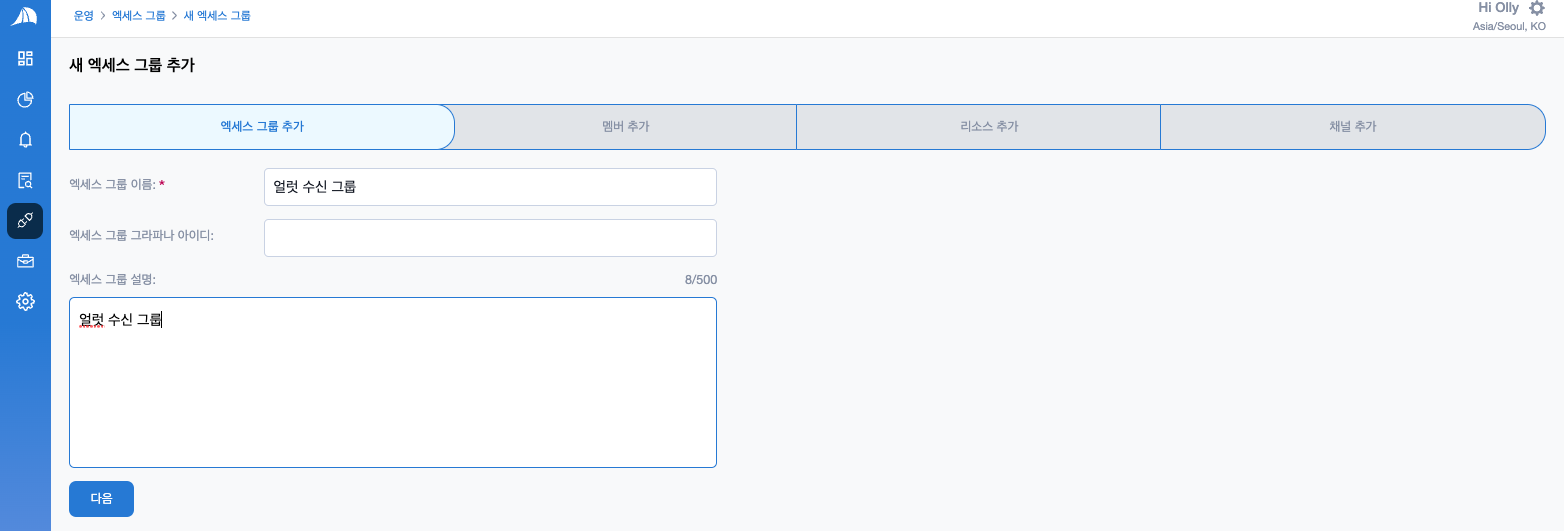 운영 > 엑세스 그룹 > 새 엑세스 그룹
Hi Olly
Asia/Seoul, KO
새 엑세스 그룹 추가
엑세스 그룹 추가
멤버 추가
리소스 추가
채널 추가
엑세스 그룹 이름: *
얼럿 수신 그룹
엑세스 그룹 그라파나 아이디:
엑세스 그룹 설명:
8/500
얼럿 수신 그룹
다음